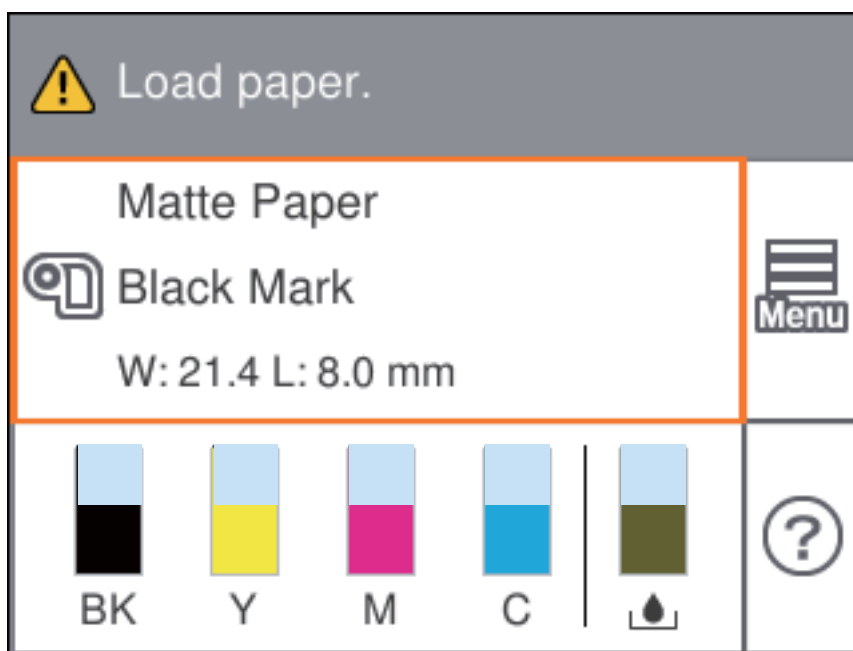 Load paper.
Matte Paper
Black Mark
W: 21.4 L: 8.0 mm
Menu
BK Y M C
?